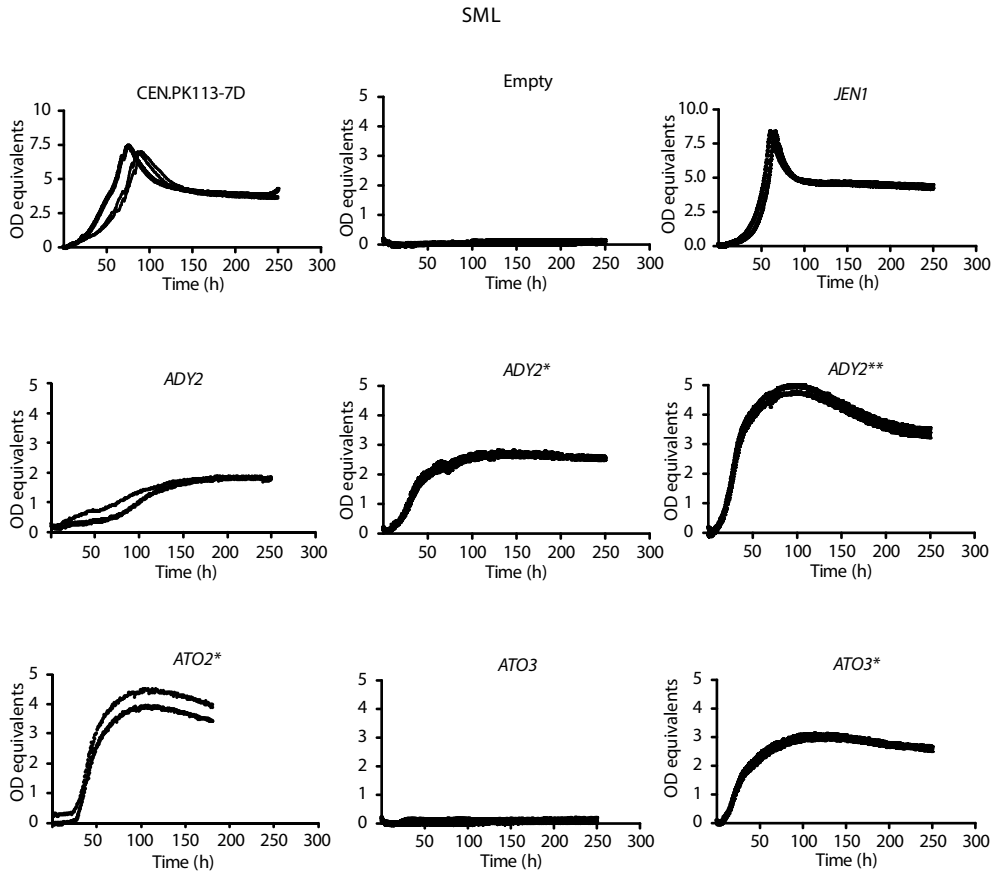 SML
CEN.PK113-7D
10
7.5
5
2.5
0
OD equivalents
50 100 150 200 250 300
Time (h)
Empty
5
4
3
2
1
0
OD equivalents
50 100 150 200 250 300
Time (h)
JEN1
10.0
7.5
5.0
2.5
0.0
OD equivalents
50 100 150 200 250 300
Time (h)
ADY2
5
4
3
2
1
0
OD equivalents
50 100 150 200 250 300
Time (h)
ADY2*
5
4
3
2
1
0
OD equivalents
50 100 150 200 250 300
Time (h)
ADY2**
5
4
3
2
1
0
OD equivalents
50 100 150 200 250 300
Time (h)
ATO2*
5
4
3
2
1
0
OD equivalents
50 100 150 200 250 300
Time (h)
ATO3
5
4
3
2
1
0
OD equivalents
50 100 150 200 250 300
Time (h)
ATO3*
5
4
3
2
1
0
OD equivalents
50 100 150 200 250 300
Time (h)